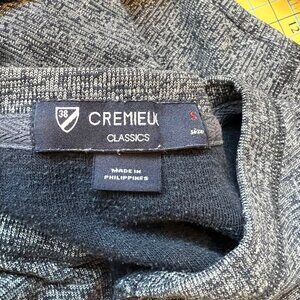 38
CREMIEUX
CLASSICS
S
MADE IN
PHILIPPINES